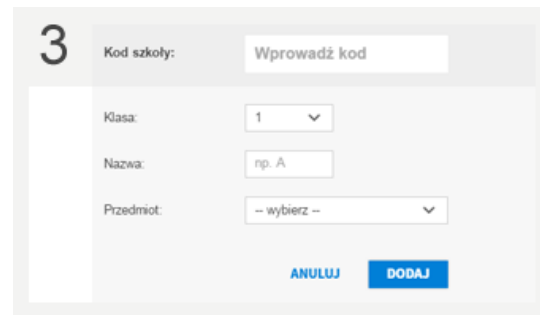 3
Kod szkoły: Wprowadź kod
Klasa: 1
Nazwa: np. A
Przedmiot: -- wybierz --
ANULUJ DODAJ